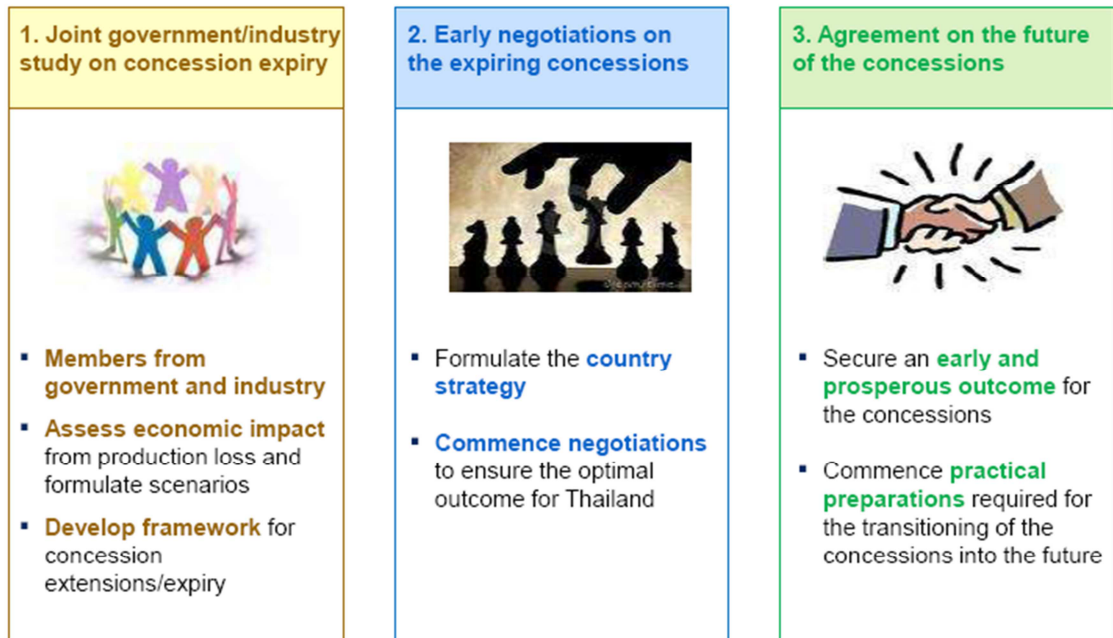 1. Joint government/industry
study on concession expiry
▪ Members from
government and industry
▪ Assess economic impact
from production loss and
formulate scenarios
▪ Develop framework for
concession
extensions/expiry
2. Early negotiations on
the expiring concessions
▪ Formulate the country
strategy
▪ Commence negotiations
to ensure the optimal
outcome for Thailand
3. Agreement on the future
of the concessions
▪ Secure an early and
prosperous outcome for
the concessions
▪ Commence practical
preparations required for
the transitioning of the
concessions into the future